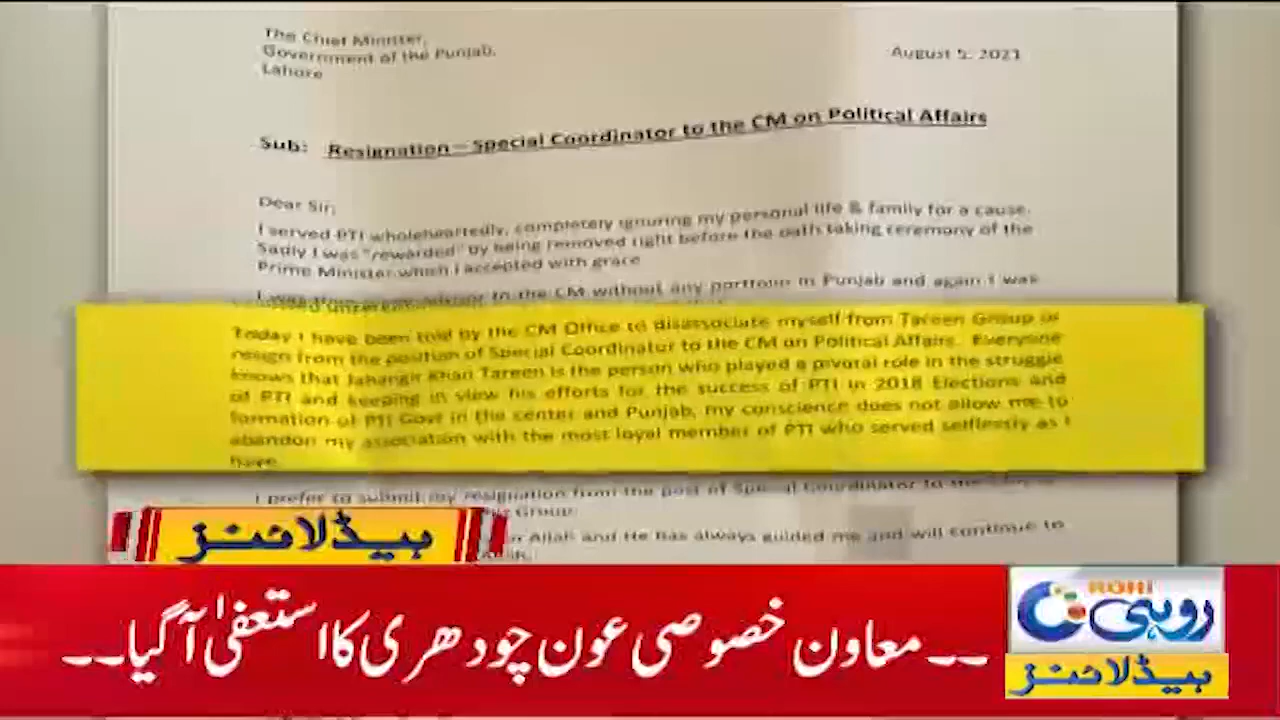 The Chief Minister,
Government of the Punjab,
Lahore
August 5, 2021
Sub: Resignation – Special Coordinator to the CM on Political Affairs
Dear Sir,
I served PTI wholeheartedly, completely ignoring my personal life & family for a cause.
Sadly I was "rewarded" by being removed right before the oath taking ceremony of the
Prime Minister which I accepted with grace
to the CM without any portfolio in Punjab and again I was
Today I have been told by the CM Office to disassociate myself from Tareen Group or
resign from the position of Special Coordinator to the CM on Political Affairs. Everyone
knows that Jahangir Khan Tareen is the person who played a pivotal role in the struggle
of PTI and keeping in view his efforts for the success of PTI in 2018 Elections and
formation of PTI Govt in the center and Punjab, my conscience does not allow me to
abandon my association with the most loyal member of PTI who served selflessly as I
have
I prefer to submit my resignation from the post of Special Coordinator to the
Group
Allah and He has always guided me and will continue to
ہیڈلائنز
۔۔ معاون خصوصی عون چودھری کا استعفیٰ آگیا۔۔
ROHI
روہی
ہیڈلائنز